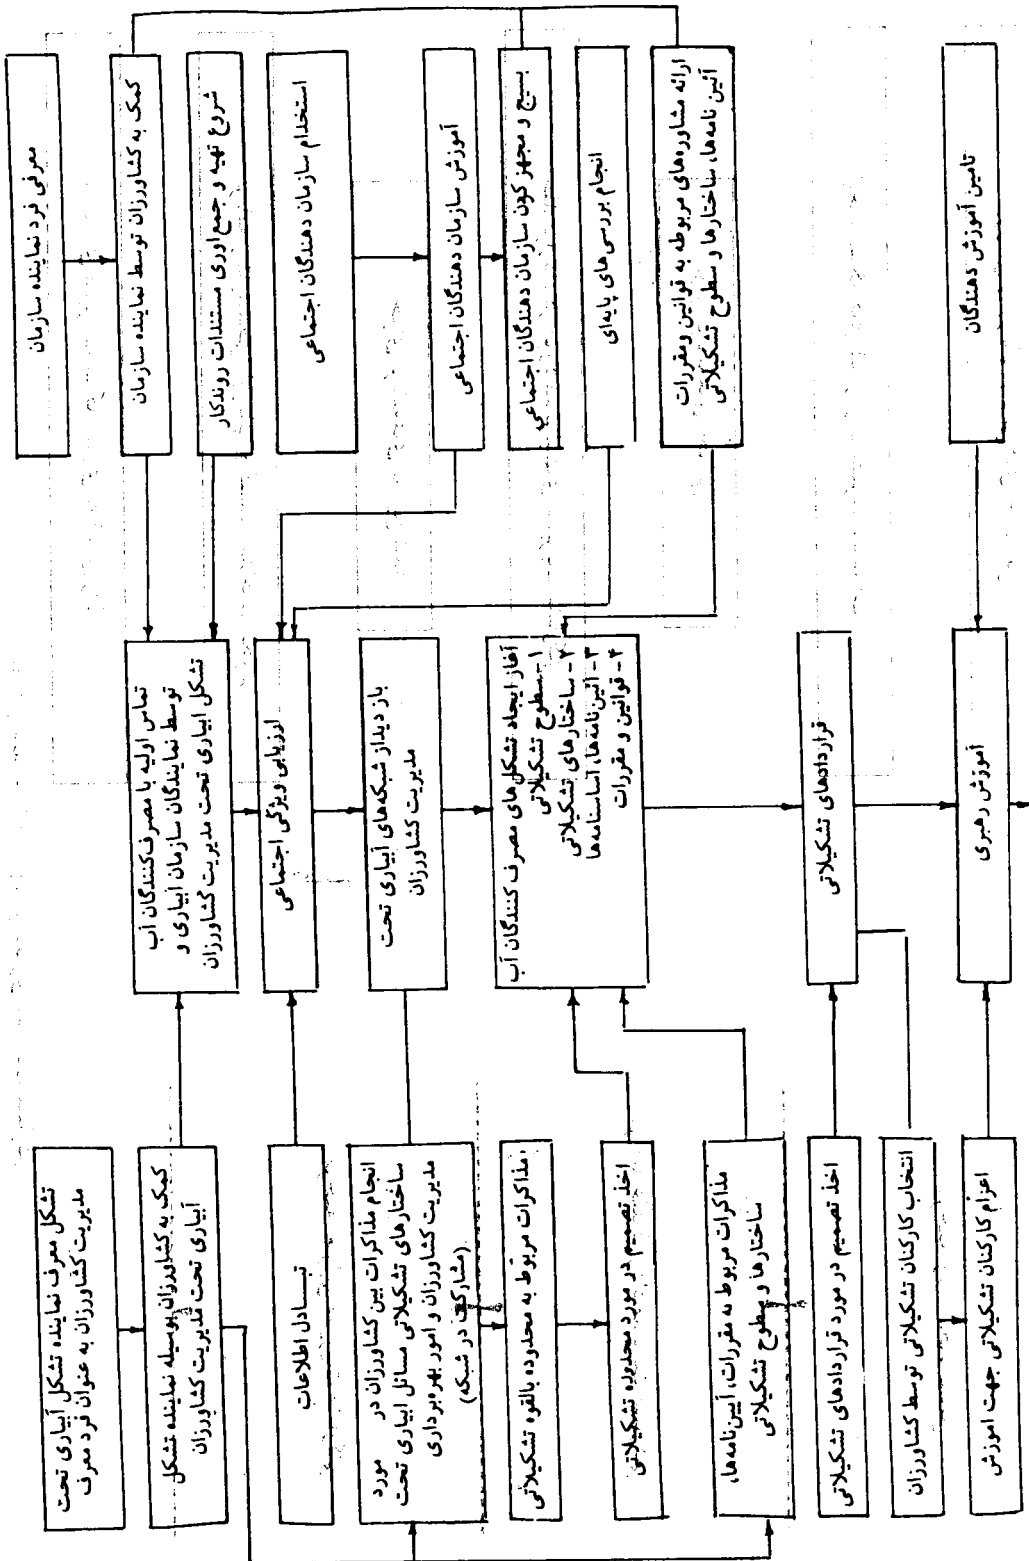 معرفی فرد نماینده سازمان
کمک به کشاورزان توسط نماینده سازمان
شروع تهیه و جمع اوری مستندات روندکار
استخدام سازمان دهندگان اجتماعی
آموزش سازمان دهندگان اجتماعی
بسیج و مجهز کردن سازمان دهندگان اجتماعی
انجام بررسی‌های پایه‌ای
ارائه مشاوره‌های مربوطه به قوانین ومقررات
آئین نامه‌ها، ساختارها و سطوح تشکیلاتی
تامین آموزش دهندگان
تماس اولیه با مصرف‌کنندگان آب
توسط نمایندگان سازمان آبیاری و
تشکل ابیاری تحت مدیریت کشاورزان
ارزیابی ویژگی اجتماعی
باز دیداز شبکه‌های آبیاری تحت
مدیریت کشاورزان
آغاز ایجاد تشکل‌های مصرف کنندگان آب
۱-سطوح تشکیلاتی
۲-ساختارهای تشکیلاتی
۳-آئین‌نامه‌ها، اساسنامه‌ها
۴-قوانین و مقررات
قراردادهای تشکیلاتی
آموزش رهبری
تشکل معرف نماینده تشکل آبیاری تحت
مدیریت کشاورزان به عنوان فرد معرف
کمک به کشاورزان بوسیله نماینده تشکل
آبیاری تحت مدیریت کشاورزان
تبادل اطلاعات
انجام مذاکرات بین کشاورزان در مورد
ساختارهای تشکیلاتی مسائل ابیاری تحت
مدیریت کشاورزان و امور بهره‌برداری
(مشارکت در شبکه)
مذاکرات مربوط به محدوده بالقوه تشکیلاتی
اخذ تصمیم در مورد محدوده تشکیلاتی
مذاکرات مربوط به مقررات، آیین‌نامه‌ها،
ساختارها و سطوح تشکیلاتی
اخذ تصمیم در مورد قراردادهای تشکیلاتی
انتخاب کارکنان تشکیلاتی توسط کشاورزان
اعزام کارکنان تشکیلاتی جهت اموزش